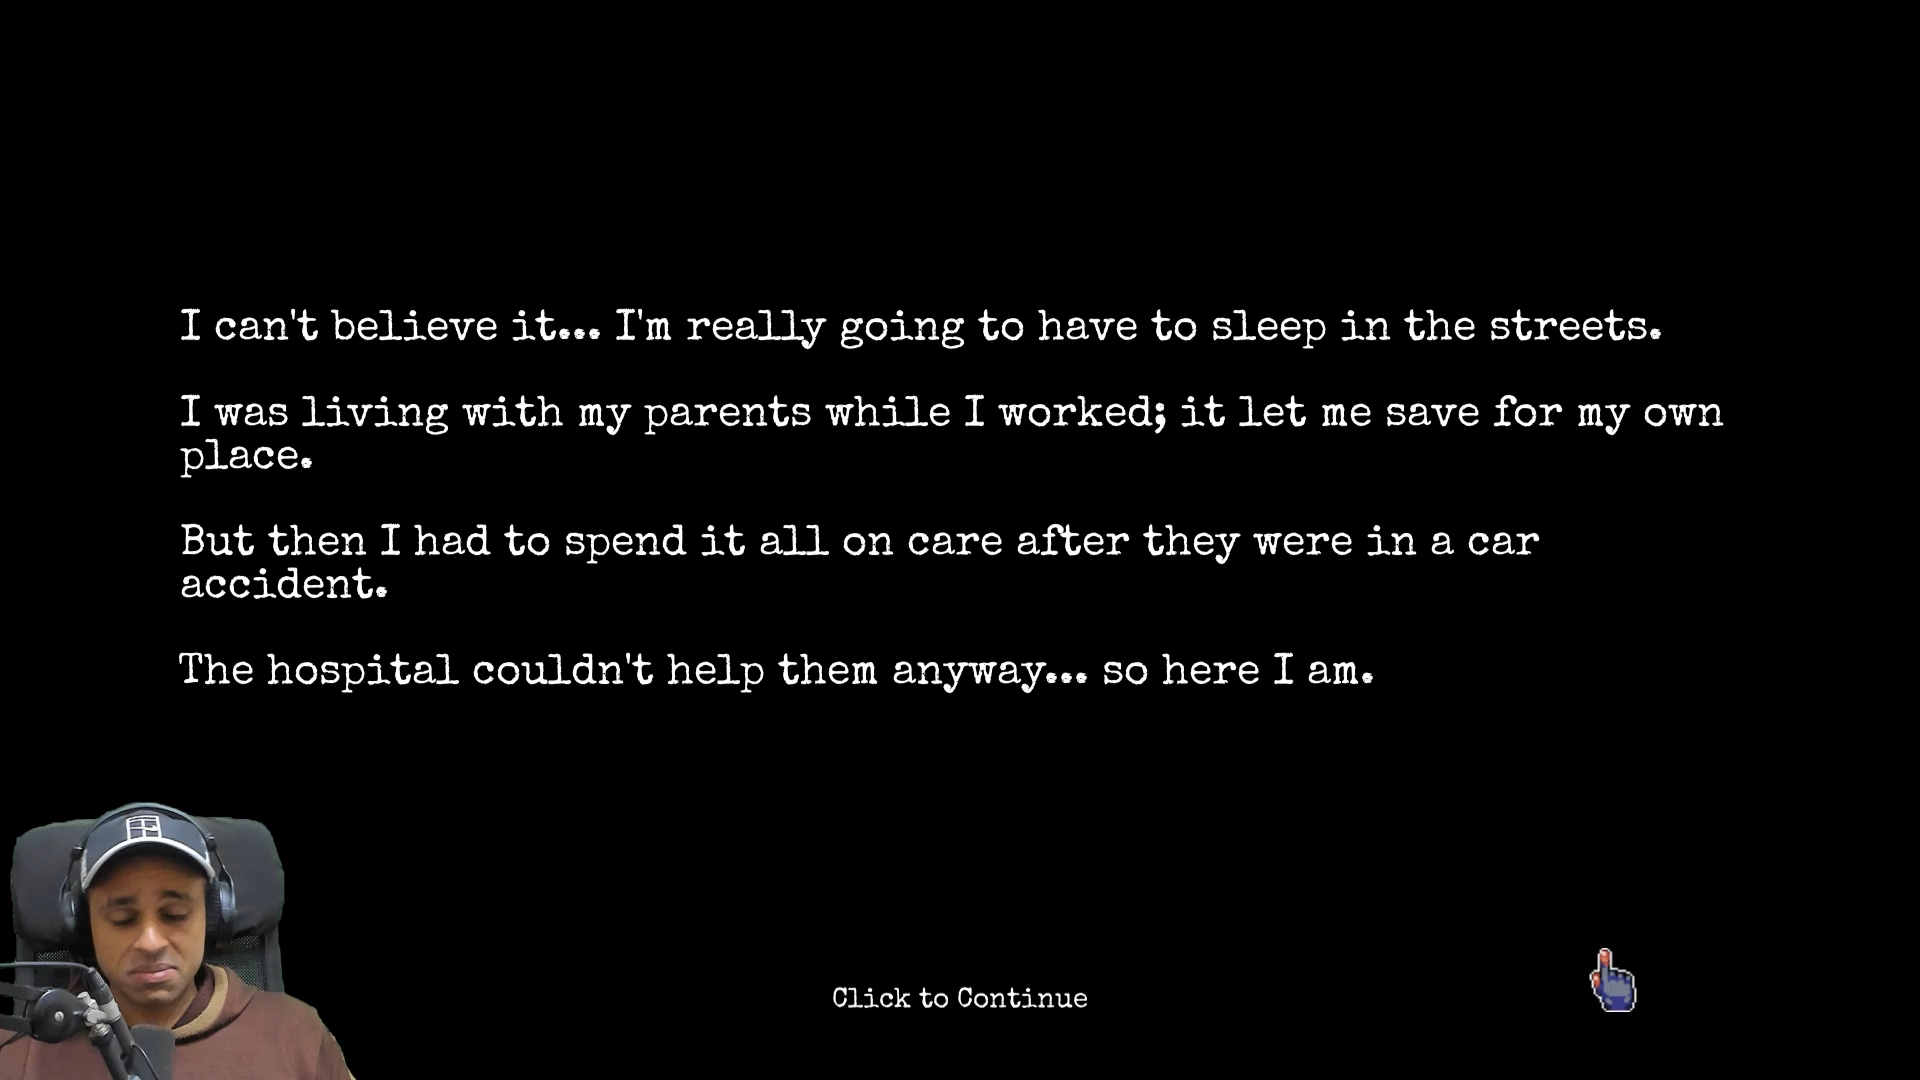 I can't believe it... I'm really going to have to sleep in the streets.
I was living with my parents while I worked; it let me save for my own
place.
But then I had to spend it all on care after they were in a car
accident.
The hospital couldn't help them anyway... so here I am.
Click to Continue